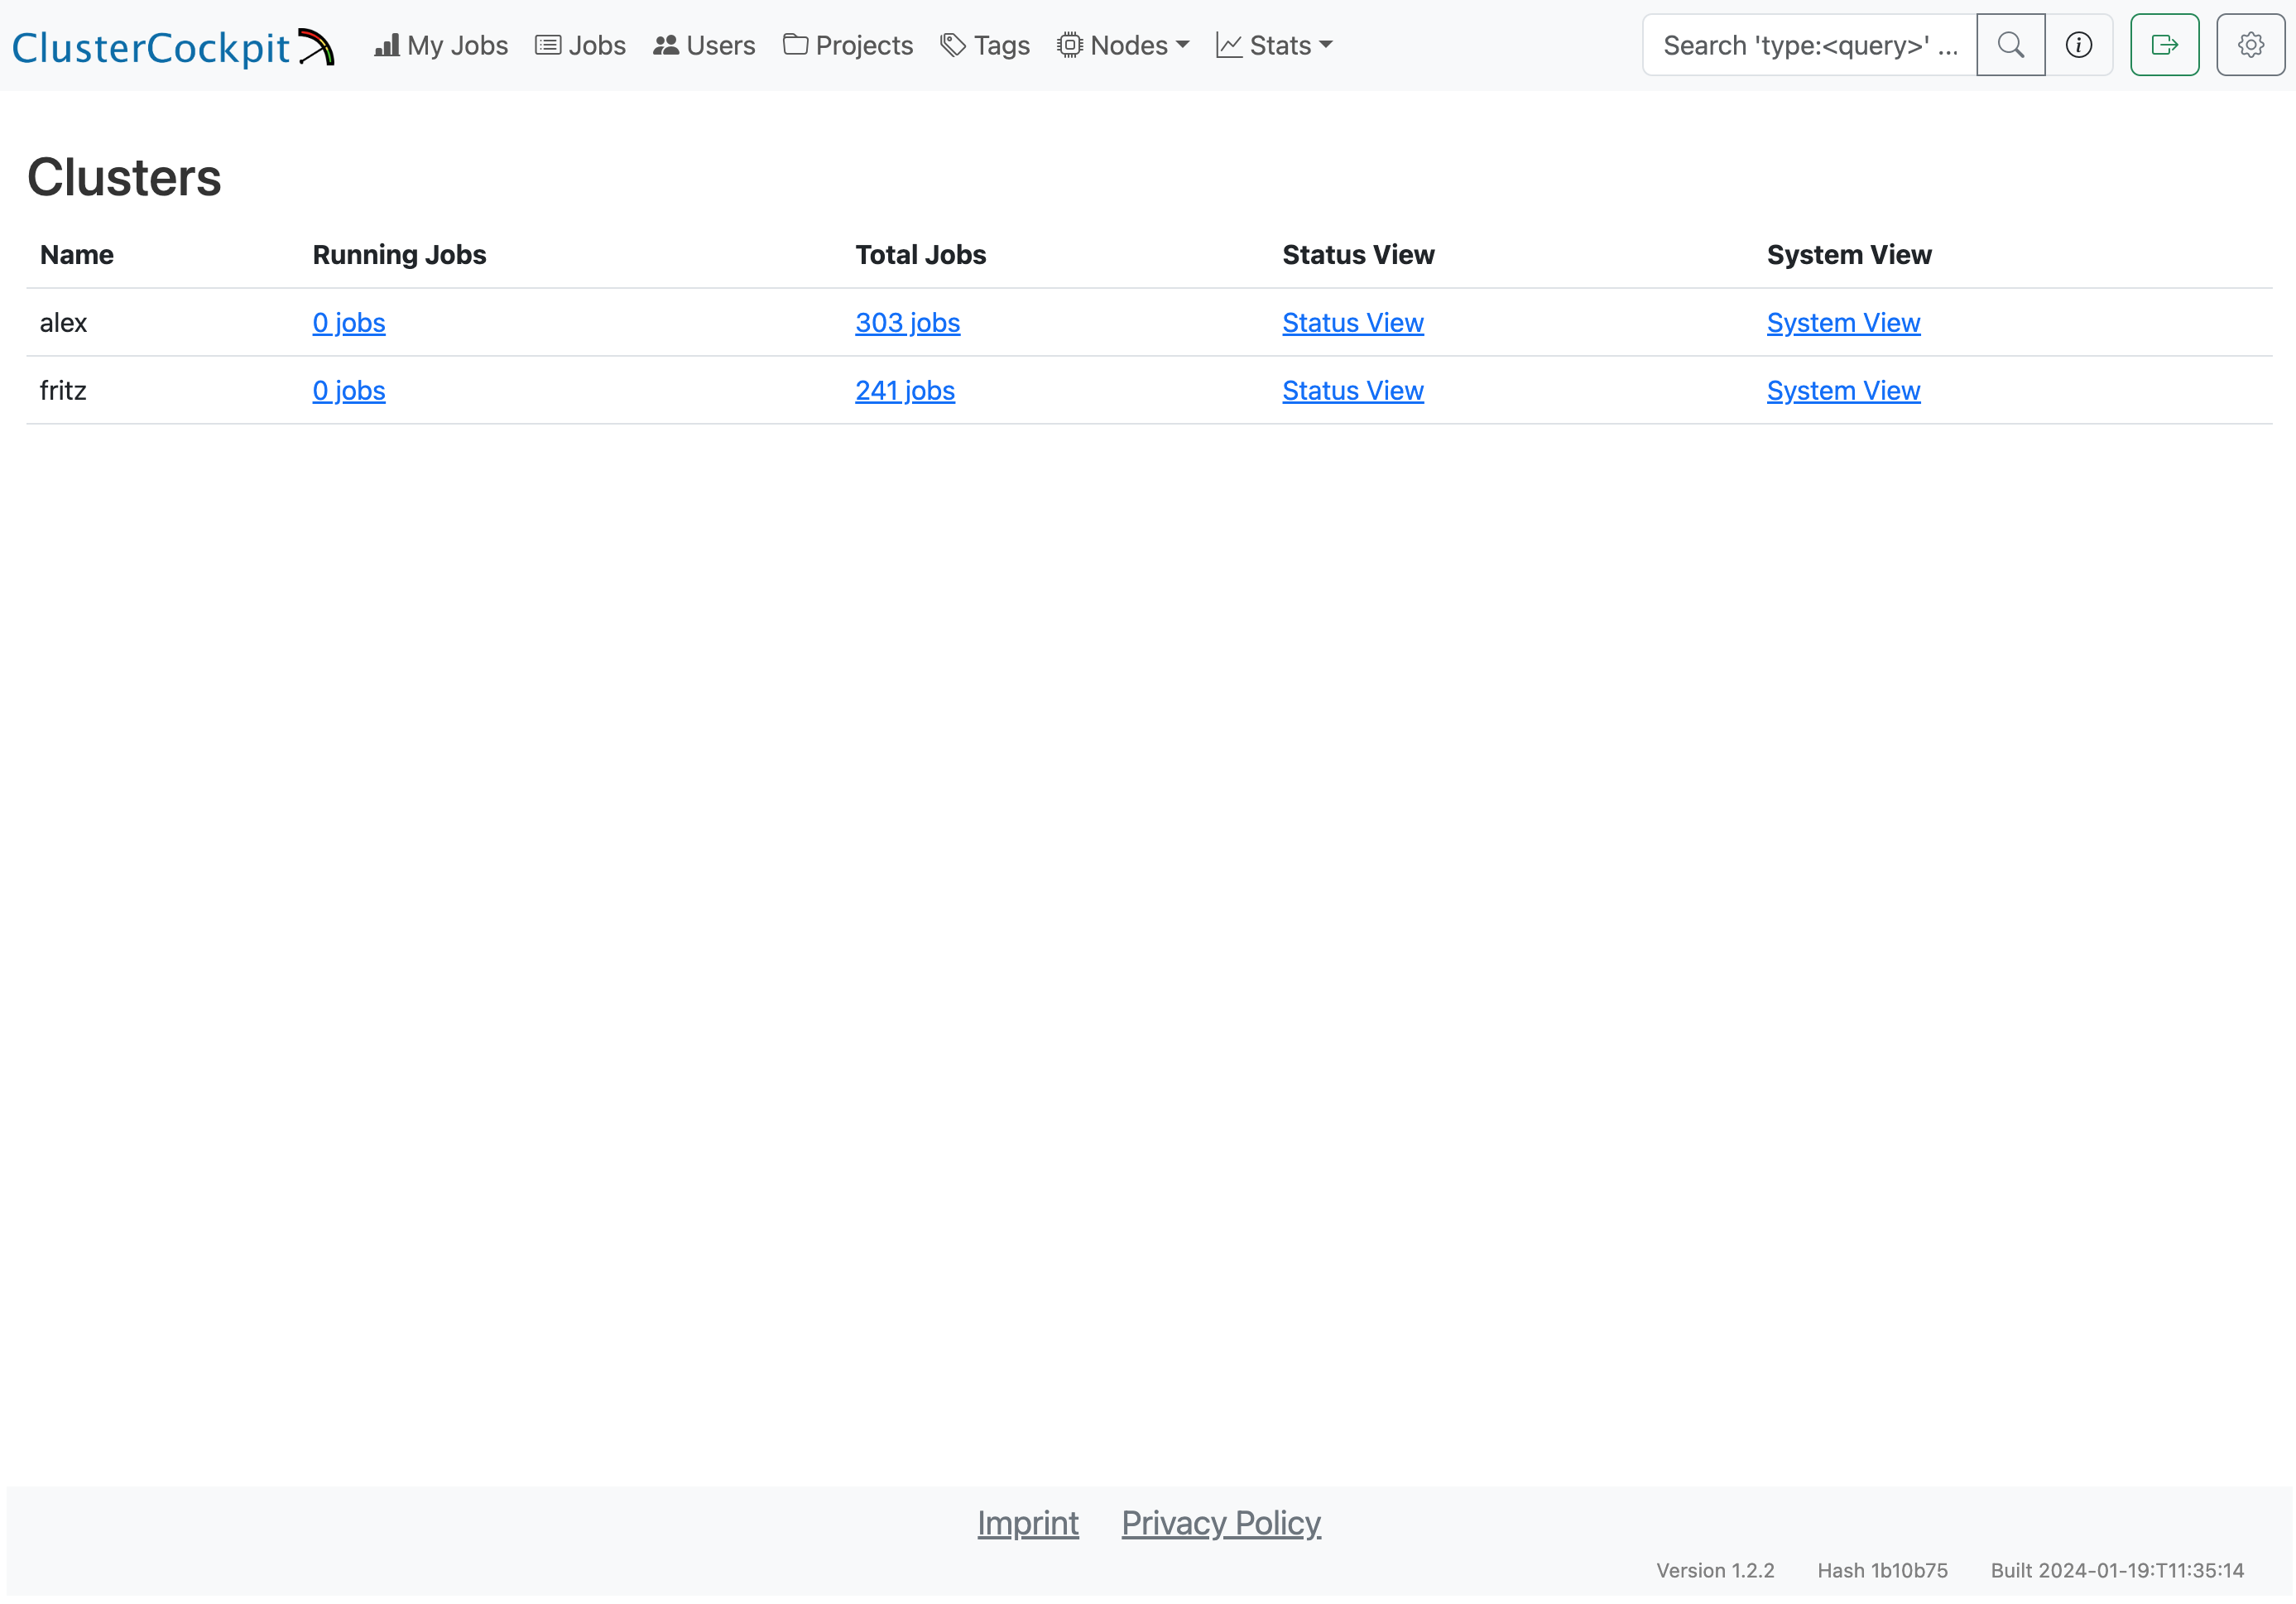 ClusterCockpit My Jobs Jobs Users Projects Tags Nodes Stats Search 'type:<query>' ...
Clusters
Name Running Jobs Total Jobs Status View System View
alex 0 jobs 303 jobs Status View System View
fritz 0 jobs 241 jobs Status View System View
Imprint Privacy Policy
Version 1.2.2 Hash 1b10b75 Built 2024-01-19:T11:35:14